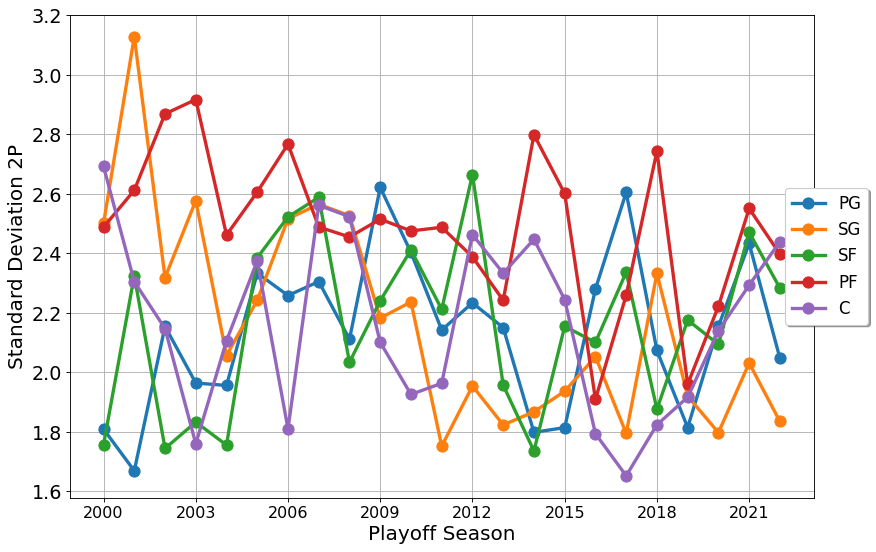 3.2
3.0
2.8
2.6
2.4
2.2
2.0
1.8
1.6
Standard Deviation 2P
2000 2003 2006 2009 2012 2015 2018 2021
Playoff Season
PG
SG
SF
PF
C